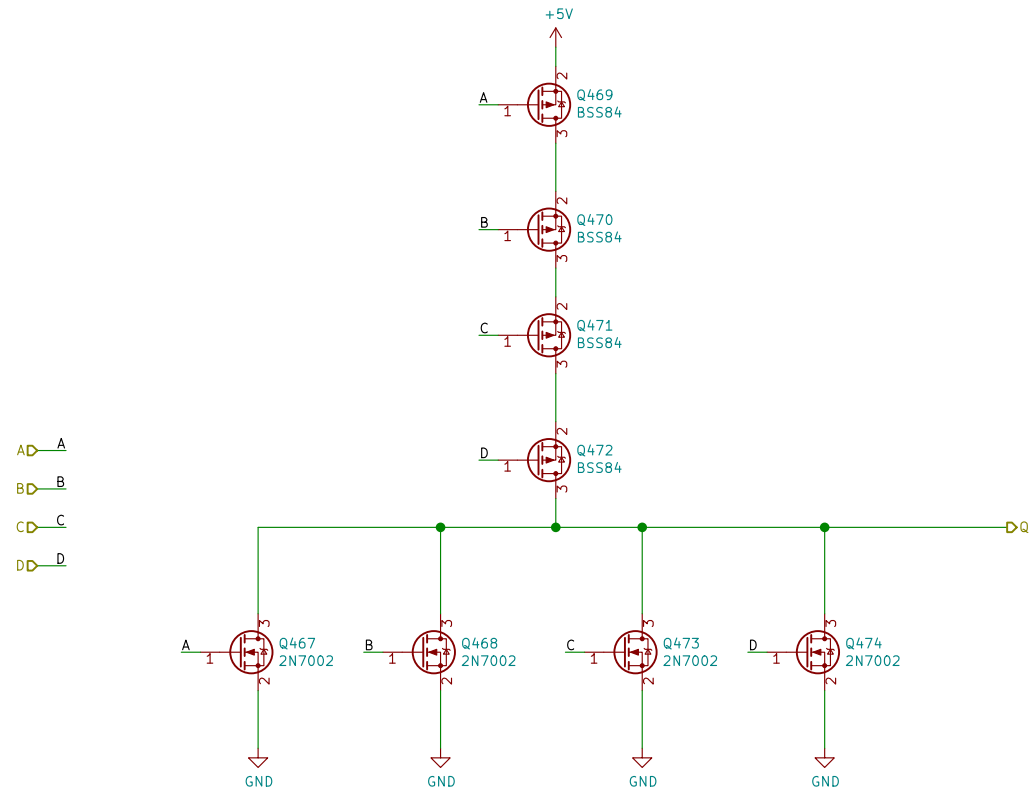 +5V
2
A
1
Q469
BSS84
3
2
B
1
Q470
BSS84
3
2
C
1
Q471
BSS84
3
2
D
1
Q472
BSS84
3
A A
B B
C C
D D
Q
3
A
1
Q467
2N7002
2
GND
3
B
1
Q468
2N7002
2
GND
3
C
1
Q473
2N7002
2
GND
3
D
1
Q474
2N7002
2
GND